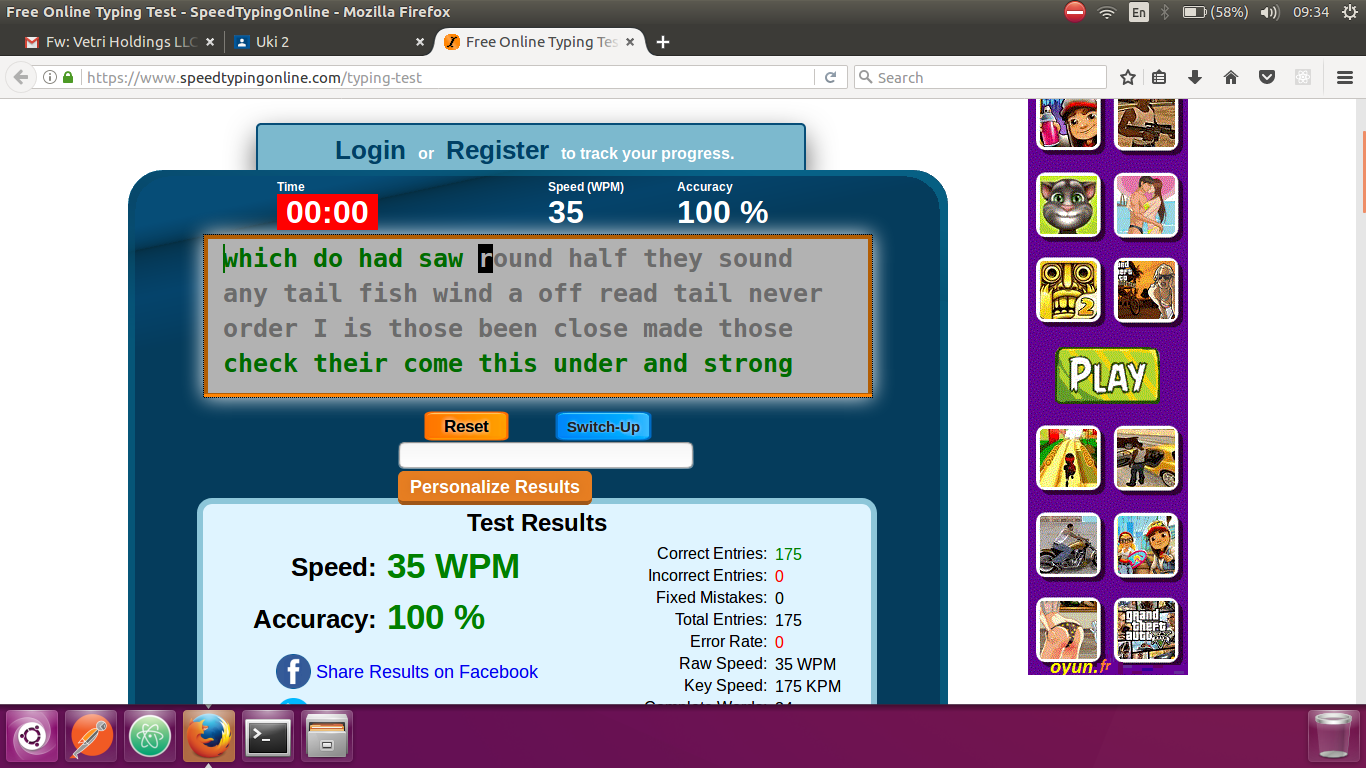 Free Online Typing Test - SpeedTypingOnline - Mozilla Firefox
En
(58%)
09:34
Fw: Vetri Holdings LLC
Uki 2
Free Online Typing Tes
https://www.speedtypingonline.com/typing-test
Search
Login or Register to track your progress.
Time
Speed (WPM)
Accuracy
00:00
35
100 %
which do had saw round half they sound
any tail fish wind a off read tail never
order I is those been close made those
check their come this under and strong
Reset
Switch-Up
Personalize Results
Test Results
Speed: 35 WPM
Accuracy: 100 %
Share Results on Facebook
Correct Entries: 175
Incorrect Entries: 0
Fixed Mistakes: 0
Total Entries: 175
Error Rate: 0
Raw Speed: 35 WPM
Key Speed: 175 KPM
2
PLAY
grand
theft
auto
oyun.fr